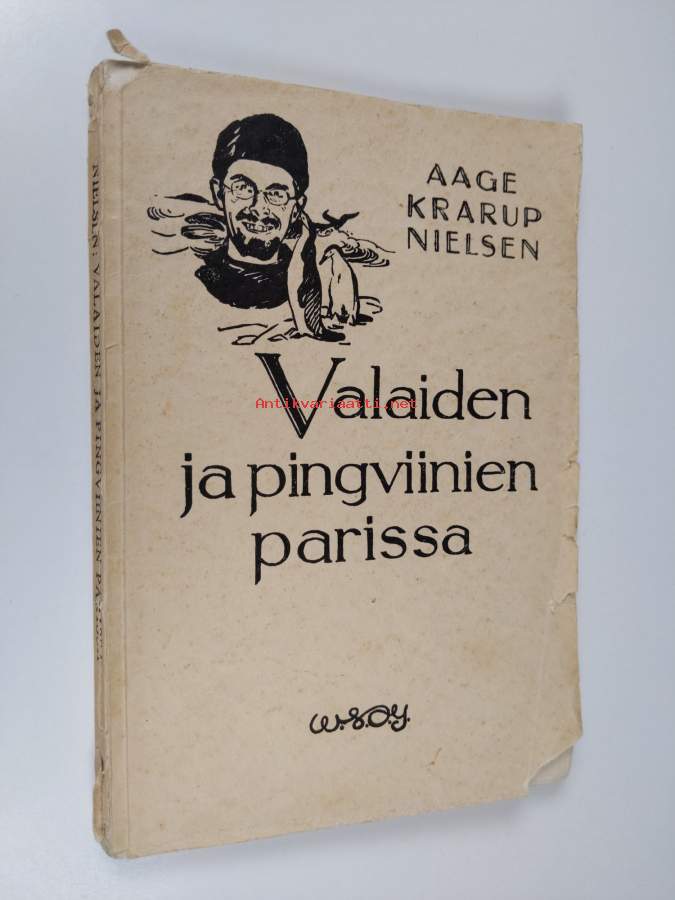 AAGE
KRARUP
NIELSEN
Valaiden
ja pingviinien
parissa
W.S.O.Y.
NIELSEN: VALAIDEN JA PINGVIINIEN PARISSA
Antikvariaatti.net